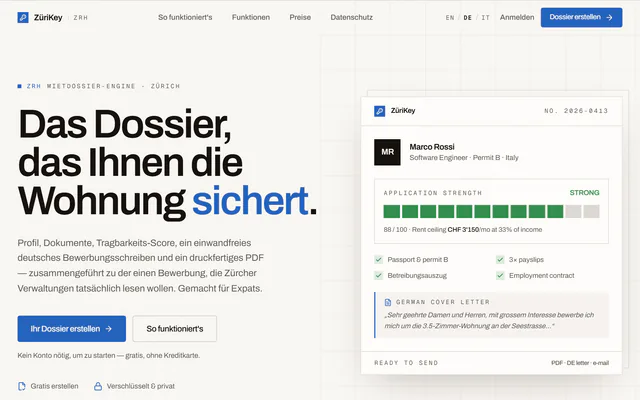 ZüriKey ZRH So funktioniert's Funktionen Preise Datenschutz EN / DE / IT Anmelden Dossier erstellen →
ZRH WIETDOSSIER-ENGINE · ZÜRICH
Das Dossier,
das Ihnen die
Wohnung sichert.
Profil, Dokumente, Tragbarkeits-Score, ein einwandfreies
deutsches Bewerbungsschreiben und ein druckfertiges PDF
— zusammengeführt zu der einen Bewerbung, die Zürcher
Verwaltungen tatsächlich lesen wollen. Gemacht für Expats.
Ihr Dossier erstellen →
So funktioniert's
Kein Konto nötig, um zu starten — gratis, ohne Kreditkarte.
Gratis erstellen
Verschlüsselt & privat
ZüriKey NO. 2026-0413
MR
Marco Rossi
Software Engineer · Permit B · Italy
APPLICATION STRENGTH STRONG
88 / 100 · Rent ceiling CHF 3'150/mo at 33% of income
Passport & permit B
3× payslips
Betreibungsauszug
Employment contract
GERMAN COVER LETTER
„Sehr geehrte Damen und Herren, mit grossem Interesse bewerbe ich
mich um die 3.5-Zimmer-Wohnung an der Seestrasse…"
READY TO SEND PDF · DE letter · e-mail